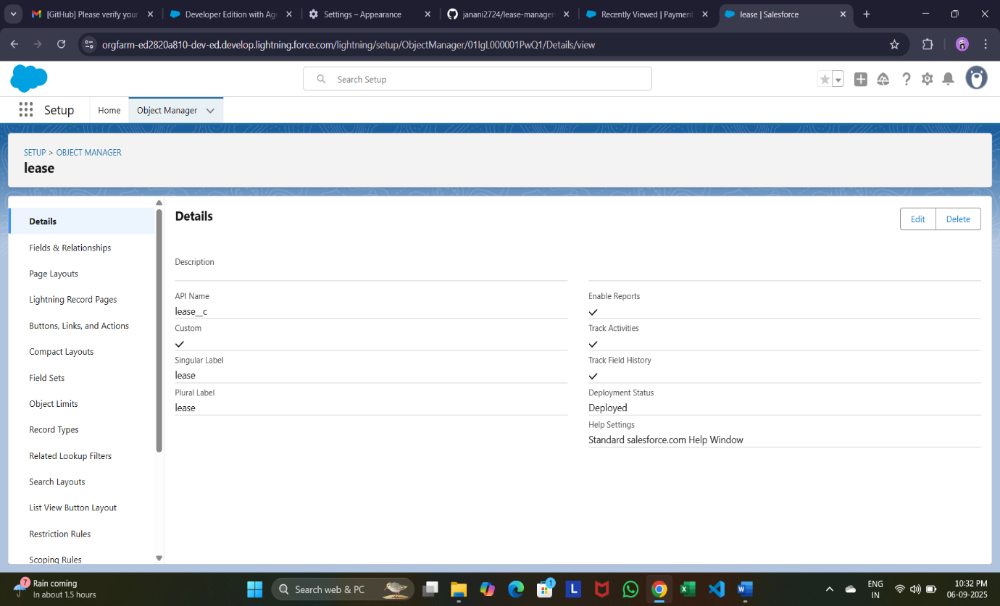 [GitHub] Please verify your
Developer Edition with Age
Settings – Appearance
janani2724/lease-managem
Recently Viewed | Payment
lease | Salesforce
orgfarm-ed2820a810-dev-ed.develop.lightning.force.com/lightning/setup/ObjectManager/01IgL000001PwQ1/Details/view
Search Setup
Setup
Home
Object Manager
SETUP > OBJECT MANAGER
lease
Details
Fields & Relationships
Page Layouts
Lightning Record Pages
Buttons, Links, and Actions
Compact Layouts
Field Sets
Object Limits
Record Types
Related Lookup Filters
Search Layouts
List View Button Layout
Restriction Rules
Scoping Rules
Details
Edit
Delete
Description
API Name
lease__c
Custom
Singular Label
lease
Plural Label
lease
Enable Reports
Track Activities
Track Field History
Deployment Status
Deployed
Help Settings
Standard salesforce.com Help Window
7
Rain coming
In about 1.5 hours
Search web & PC
1
L
ENG
IN
10:32 PM
06-09-2025